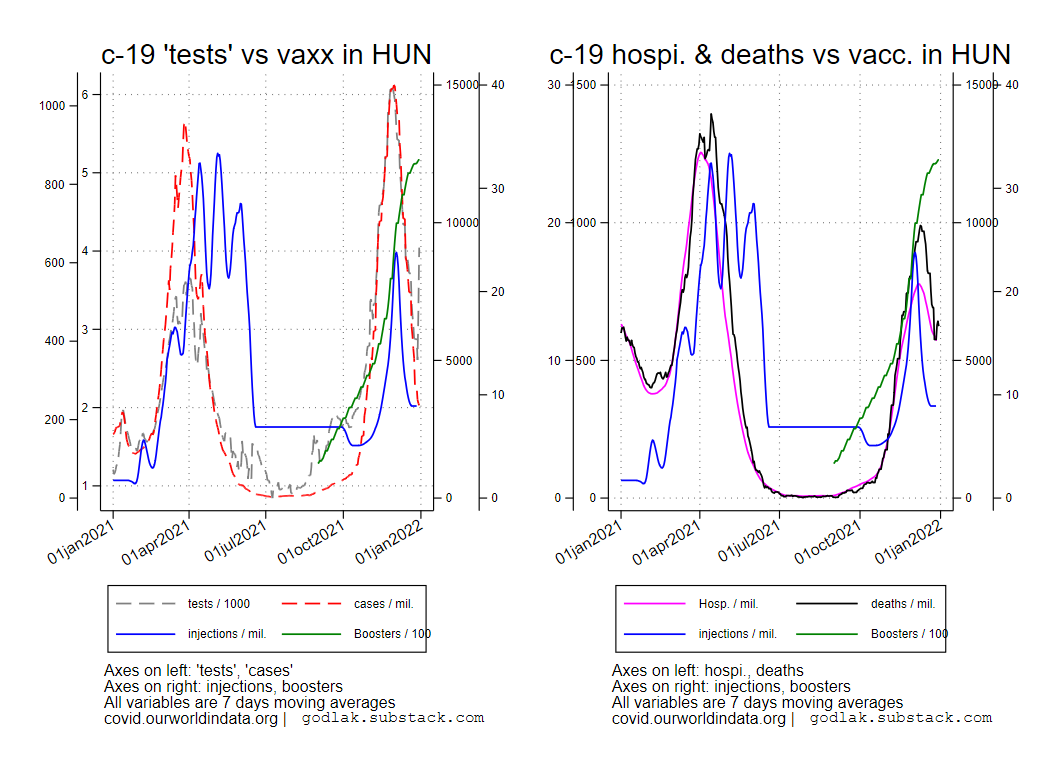 c-19 'tests' vs vaxx in HUN
1000
800
600
400
200
0
6
5
4
3
2
1
15000
10000
5000
0
40
30
20
10
0
01jan2021
01apr2021
01jul2021
01oct2021
01jan2022
tests / 1000
cases / mil.
injections / mil.
Boosters / 100
Axes on left: 'tests', 'cases'
Axes on right: injections, boosters
All variables are 7 days moving averages
covid.ourworldindata.org | godlak.substack.com
c-19 hospi. & deaths vs vacc. in HUN
30
20
10
0
1500
1000
500
0
15000
10000
5000
0
40
30
20
10
0
01jan2021
01apr2021
01jul2021
01oct2021
01jan2022
Hosp. / mil.
deaths / mil.
injections / mil.
Boosters / 100
Axes on left: hospi., deaths
Axes on right: injections, boosters
All variables are 7 days moving averages
covid.ourworldindata.org | godlak.substack.com